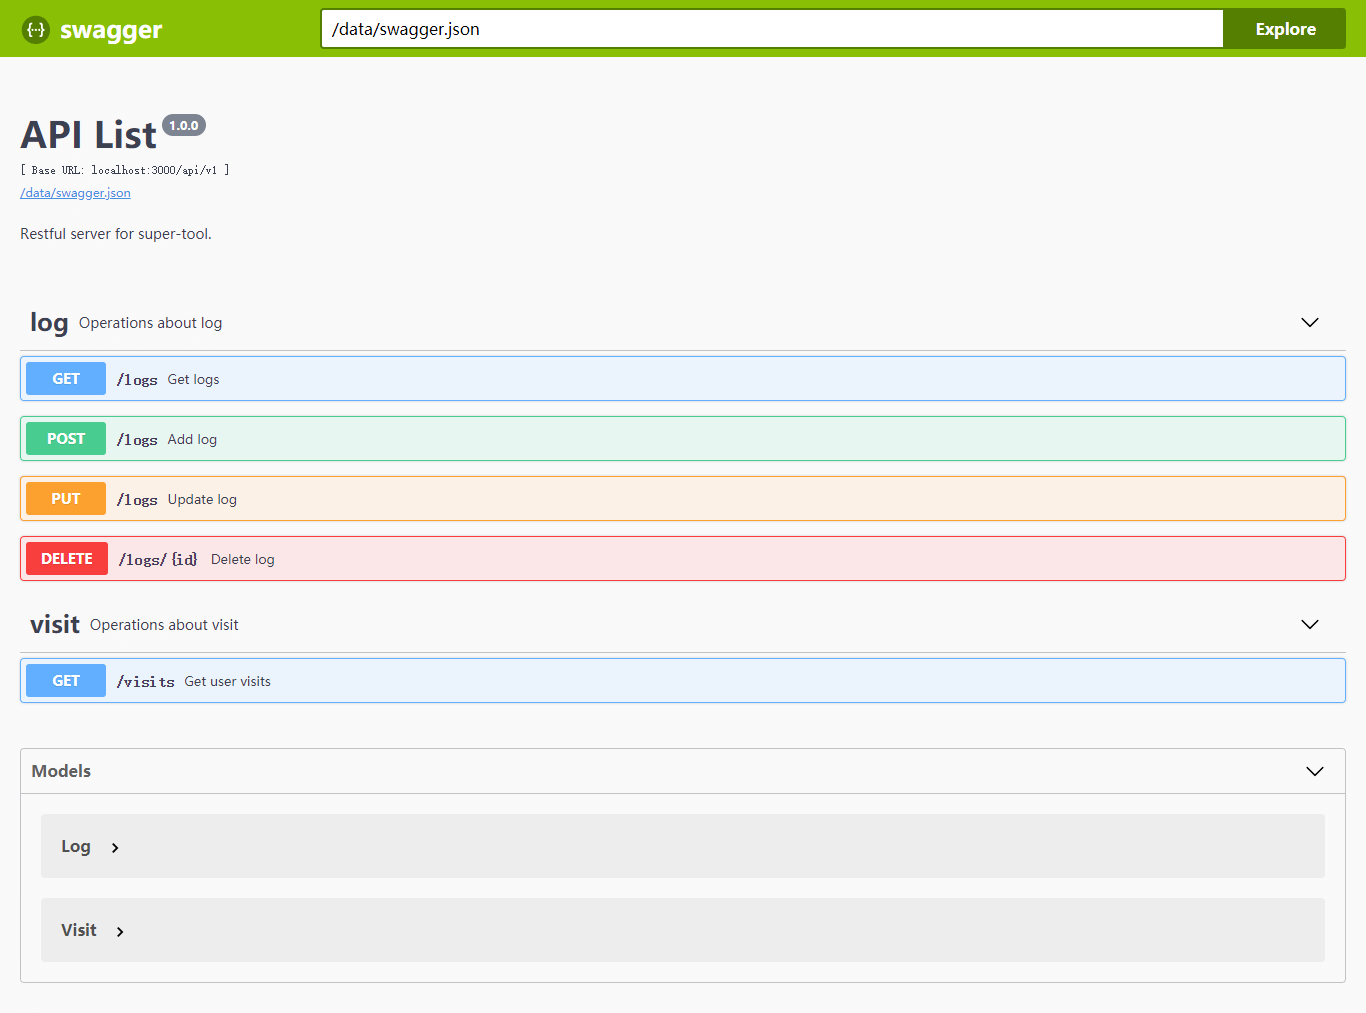 swagger /data/swagger.json Explore
API List 1.0.0
[ Base URL: localhost:3000/api/v1 ]
/data/swagger.json
Restful server for super-tool.
log Operations about log
GET /logs Get logs
POST /logs Add log
PUT /logs Update log
DELETE /logs/{id} Delete log
visit Operations about visit
GET /visits Get user visits
Models
Log
Visit